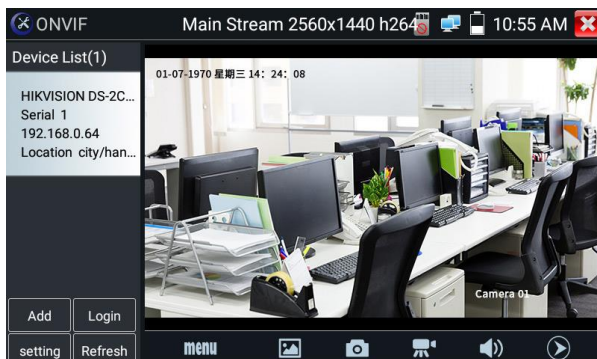 ONVIF
Main Stream 2560x1440 h264
10:55 AM
Device List(1)
HIKVISION DS-2C...
Serial 1
192.168.0.64
Location city/han...
01-07-1970 星期三 14：24：08
Camera 01
Add
Login
setting
Refresh
menu